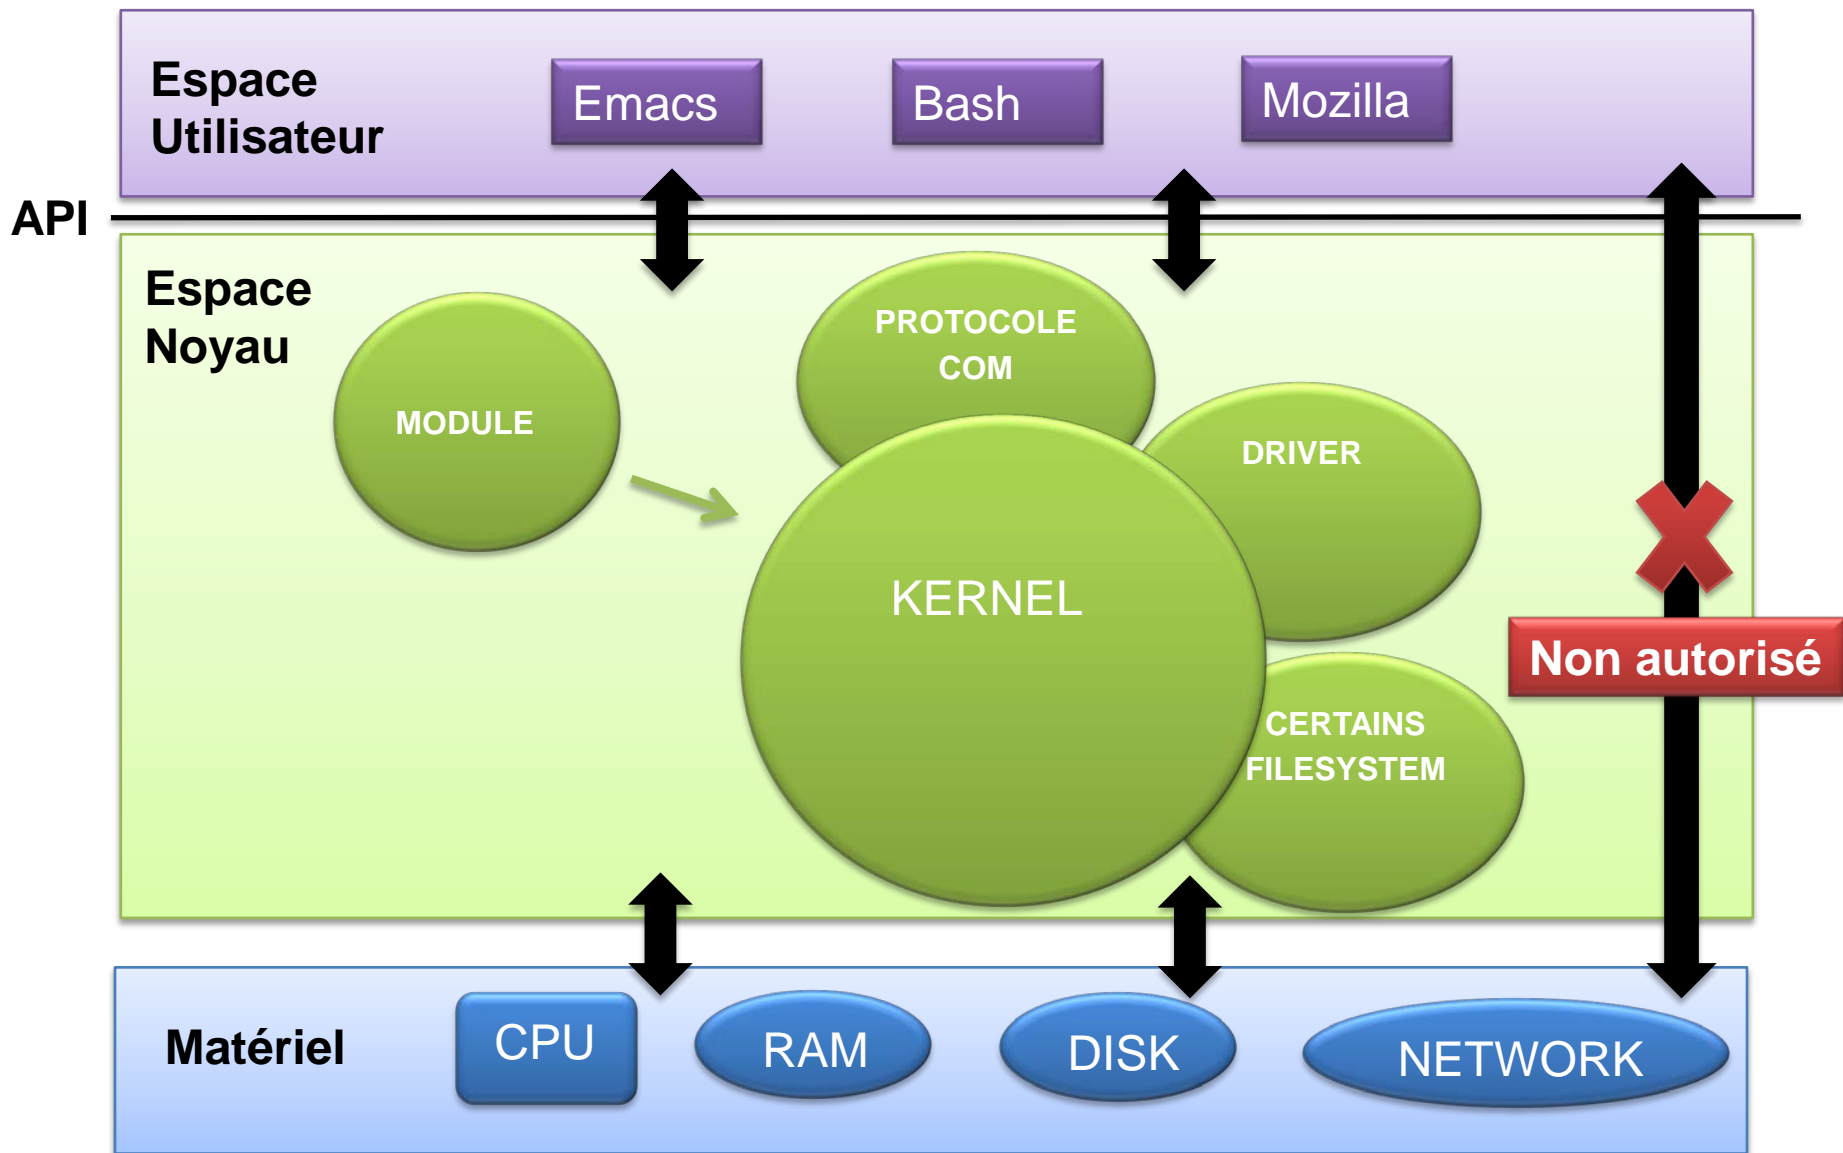 Espace
Utilisateur
Emacs
Bash
Mozilla
API
Espace
Noyau
MODULE
PROTOCOLE
COM
DRIVER
KERNEL
Non autorisé
CERTAINS
FILESYSTEM
Matériel
CPU
RAM
DISK
NETWORK